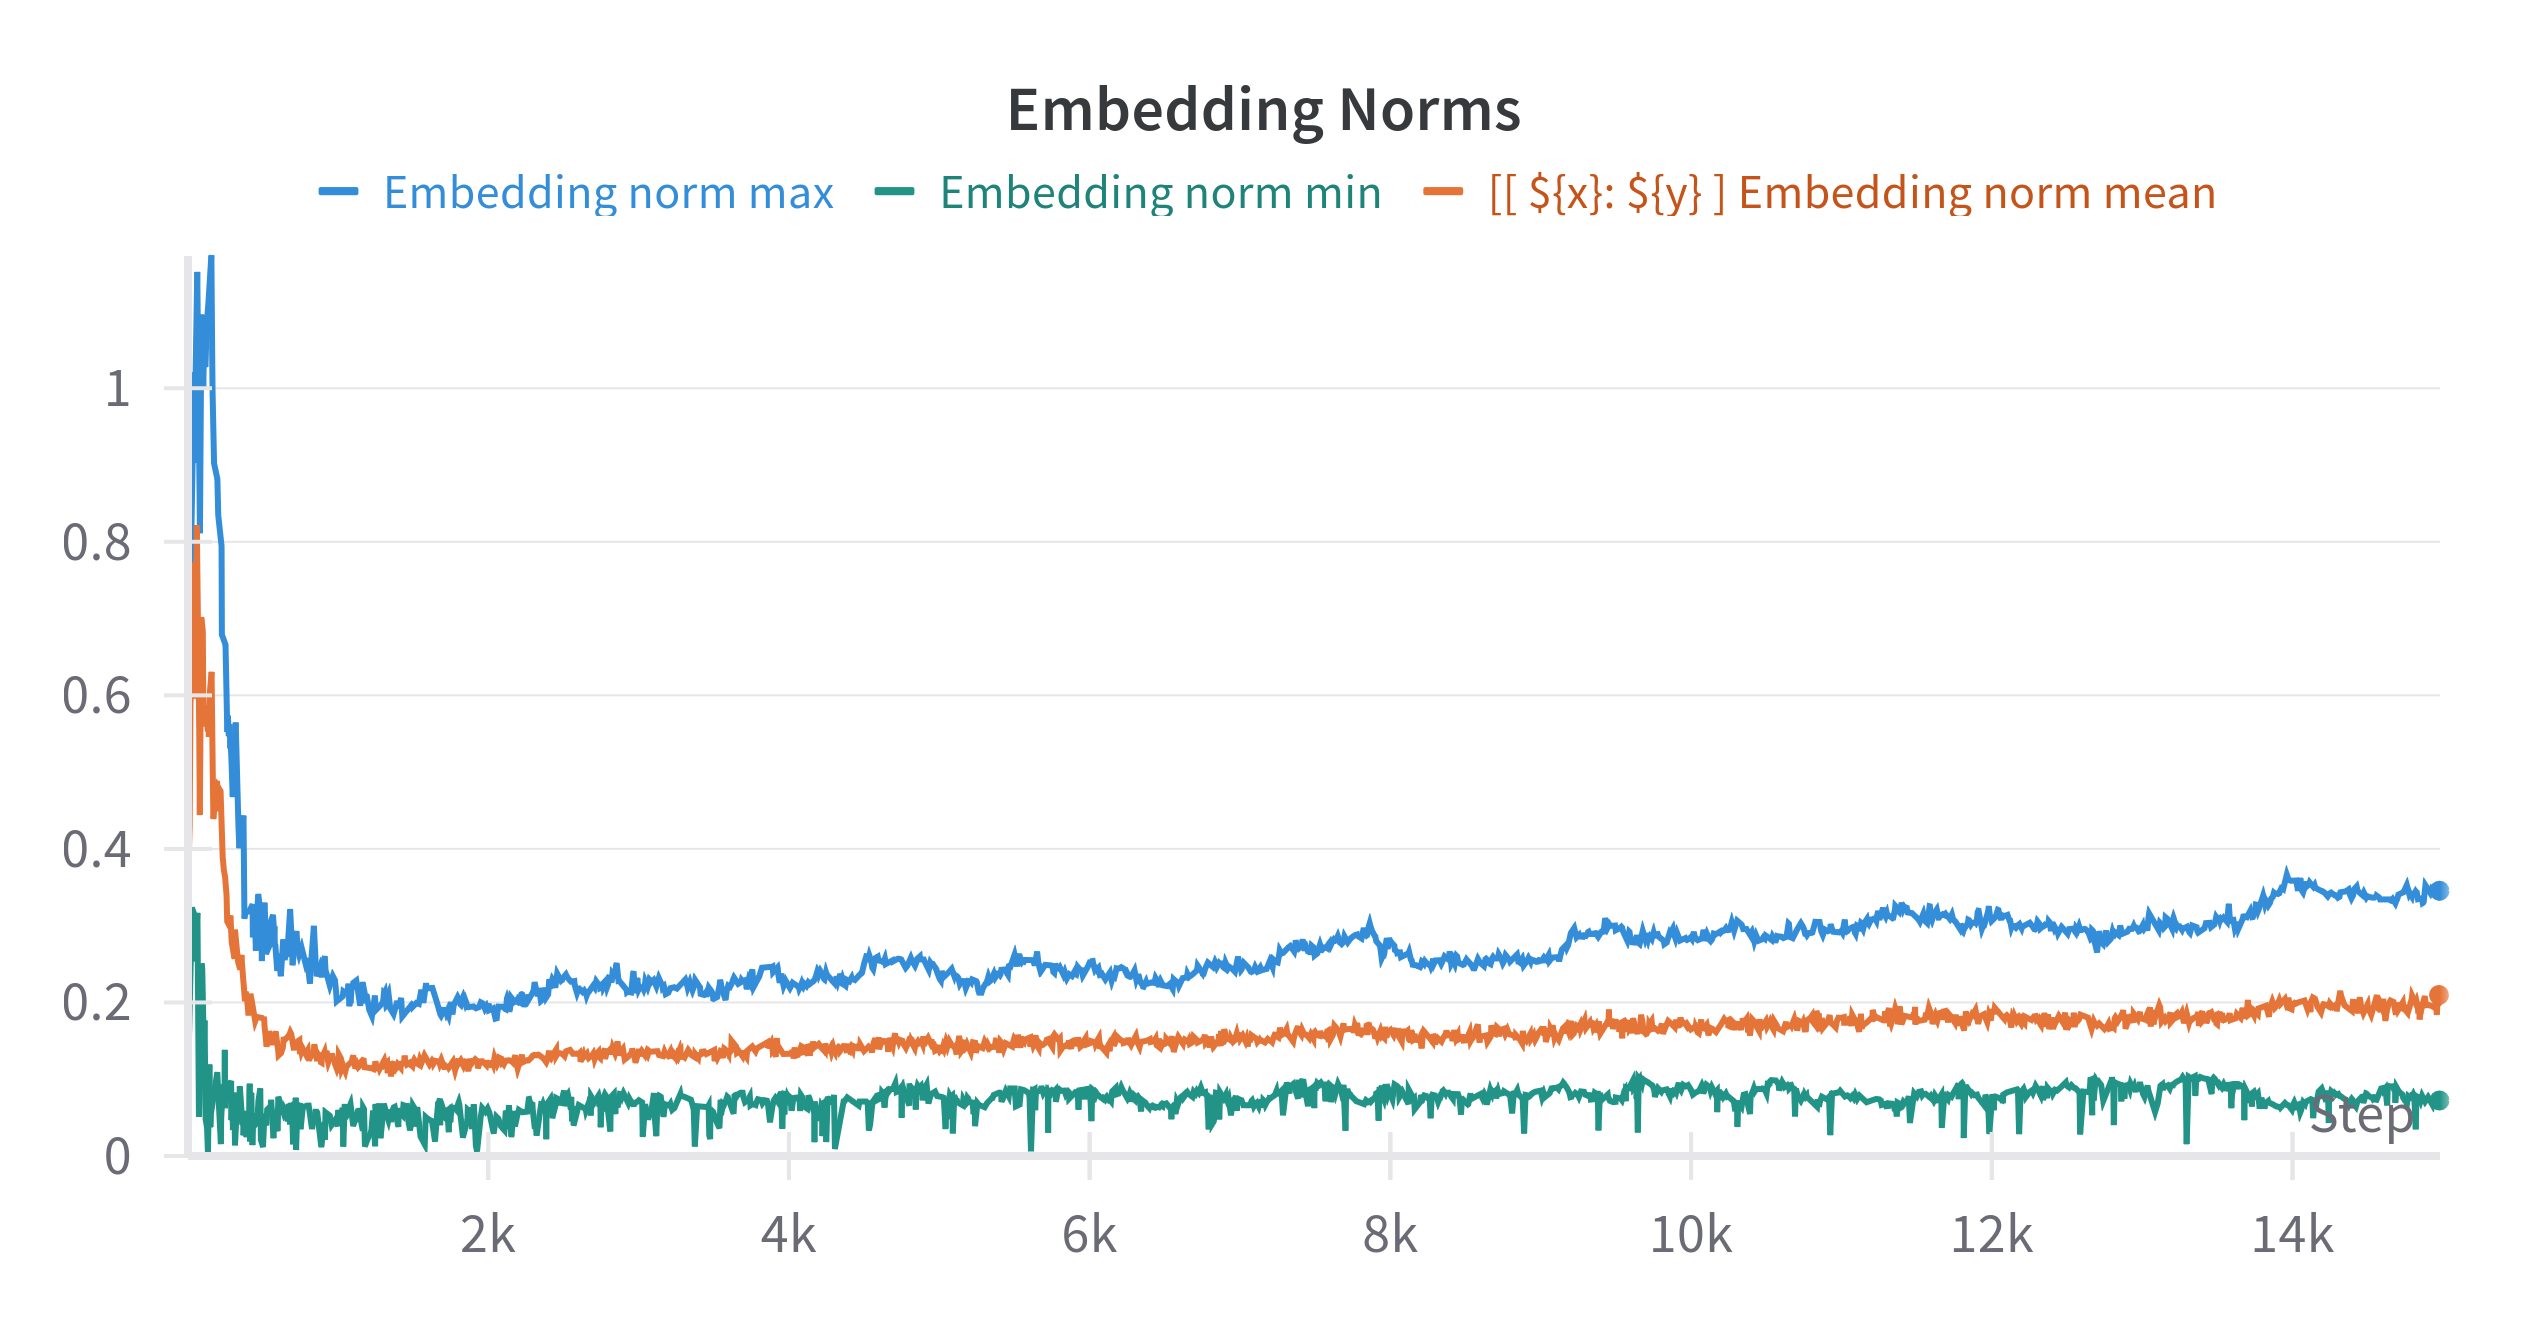 Embedding Norms
Embedding norm max Embedding norm min [[ ${x}: ${y} ] Embedding norm mean
1
0.8
0.6
0.4
0.2
0
Step
2k 4k 6k 8k 10k 12k 14k